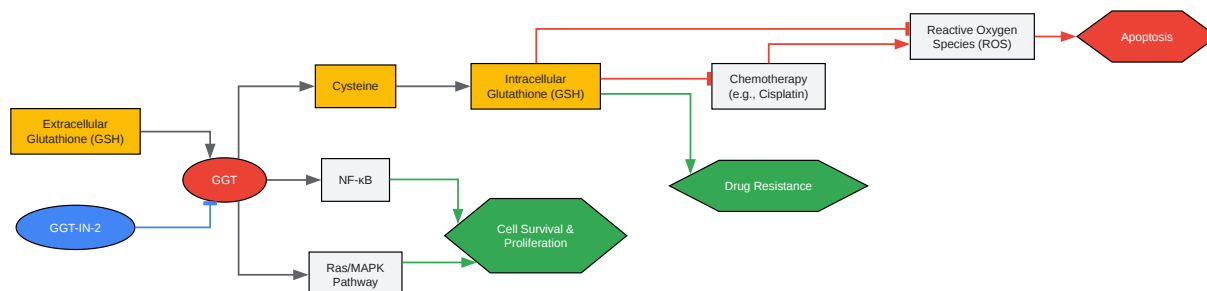 Extracellular
Glutathione (GSH)
GGT-IN-2
GGT
Cysteine
NF-κB
Ras/MAPK
Pathway
Intracellular
Glutathione (GSH)
Cell Survival &
Proliferation
Chemotherapy
(e.g., Cisplatin)
Drug Resistance
Reactive Oxygen
Species (ROS)
Apoptosis